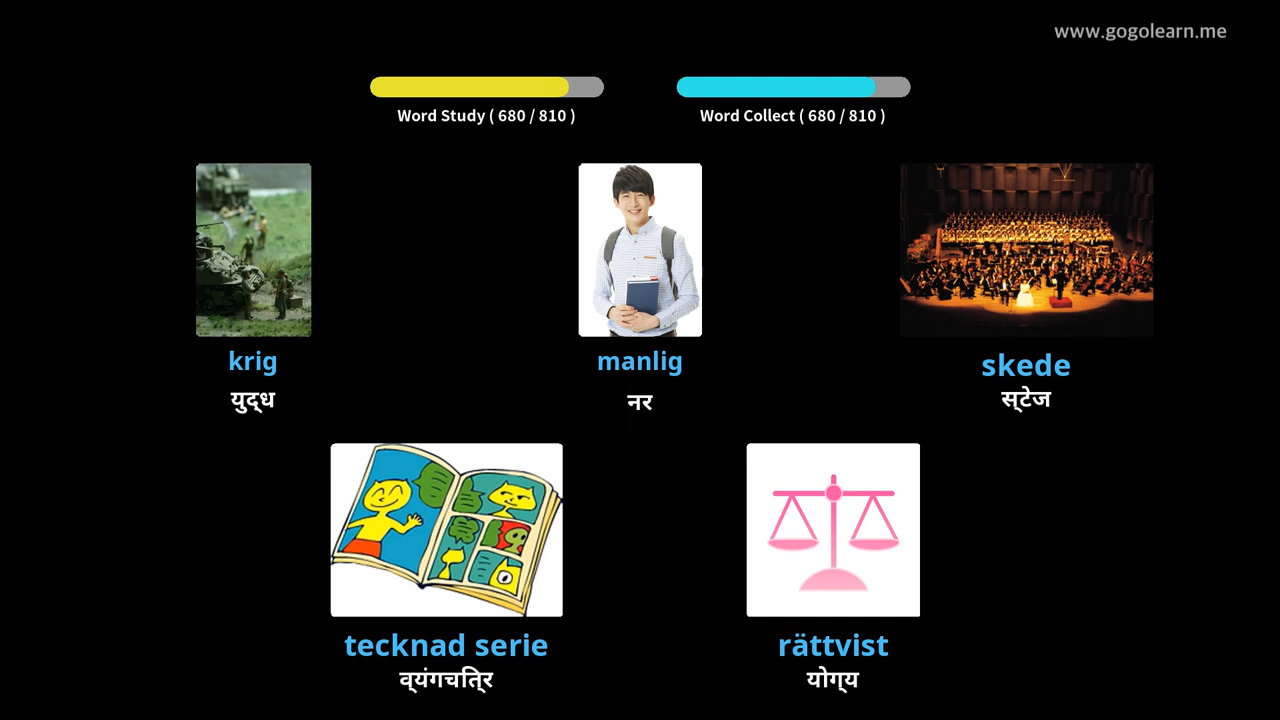 www.gogolearn.me
Word Study ( 680 / 810 )
Word Collect ( 680 / 810 )
krig
manlig
skede
युद्ध
नर
स्टेज
tecknad serie
rättvist
व्यंगचित्र
योग्य